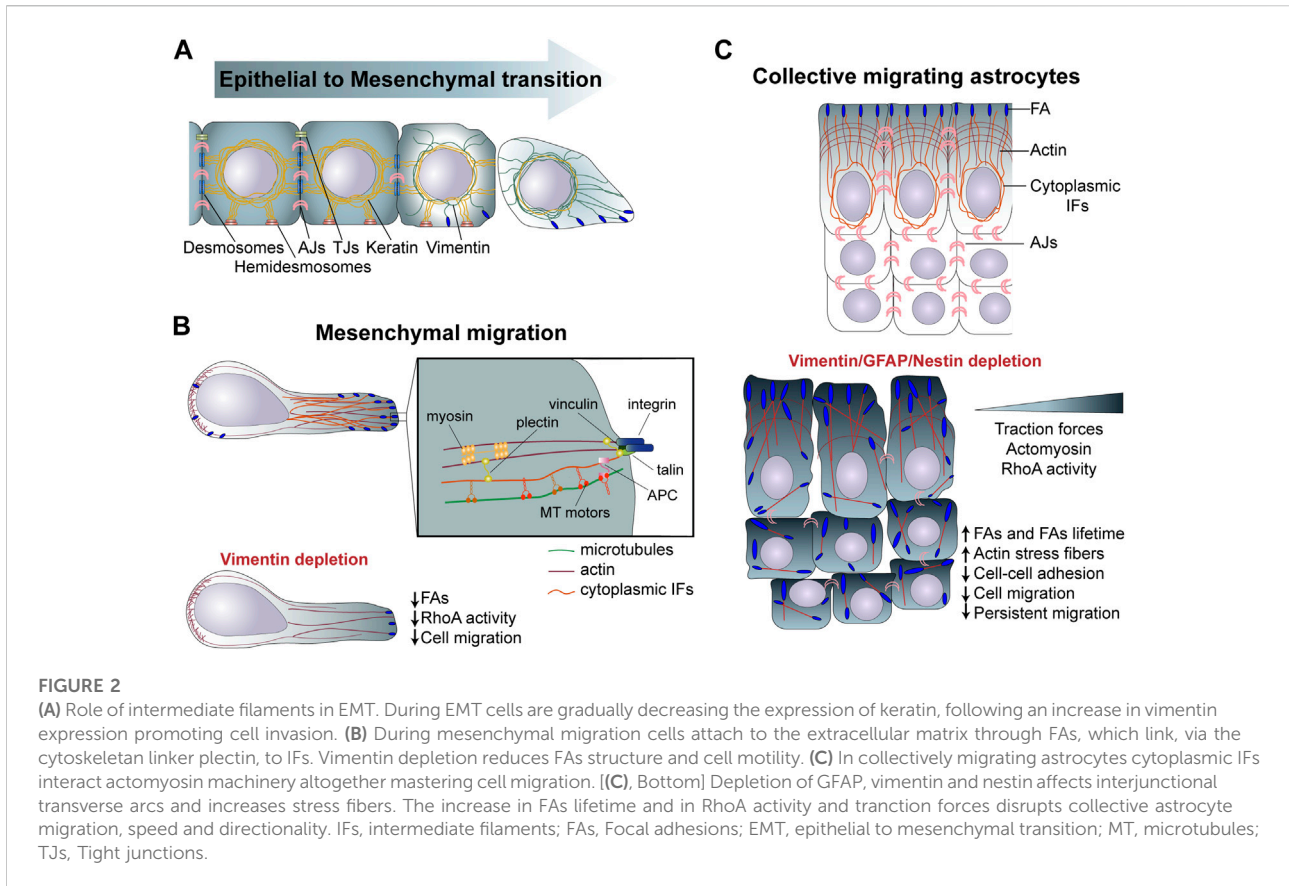 A
Epithelial to Mesenchymal transition
Desmosomes
AJs
TJs
Keratin
Vimentin
Hemidesmosomes
B
Mesenchymal migration
myosin
plectin
vinculin
integrin
talin
APC
MT motors
microtubules
actin
cytoplasmic IFs
Vimentin depletion
↓FAs
↓RhoA activity
↓Cell migration
C
Collective migrating astrocytes
FA
Actin
Cytoplasmic
IFs
AJs
Vimentin/GFAP/Nestin depletion
Traction forces
Actomyosin
RhoA activity
↑FAs and FAs lifetime
↑Actin stress fibers
↓Cell-cell adhesion
↓Cell migration
↓Persistent migration
FIGURE 2
(A) Role of intermediate filaments in EMT. During EMT cells are gradually decreasing the expression of keratin, following an increase in vimentin
expression promoting cell invasion. (B) During mesenchymal migration cells attach to the extracellular matrix through FAs, which link, via the
cytoskeletan linker plectin, to IFs. Vimentin depletion reduces FAs structure and cell motility. (C) In collectively migrating astrocytes cytoplasmic IFs
interact actomyosin machinery altogether mastering cell migration. [(C), Bottom] Depletion of GFAP, vimentin and nestin affects interjunctional
transverse arcs and increases stress fibers. The increase in FAs lifetime and in RhoA activity and tranction forces disrupts collective astrocyte
migration, speed and directionality. IFs, intermediate filaments; FAs, Focal adhesions; EMT, epithelial to mesenchymal transition; MT, microtubules;
TJs, Tight junctions.